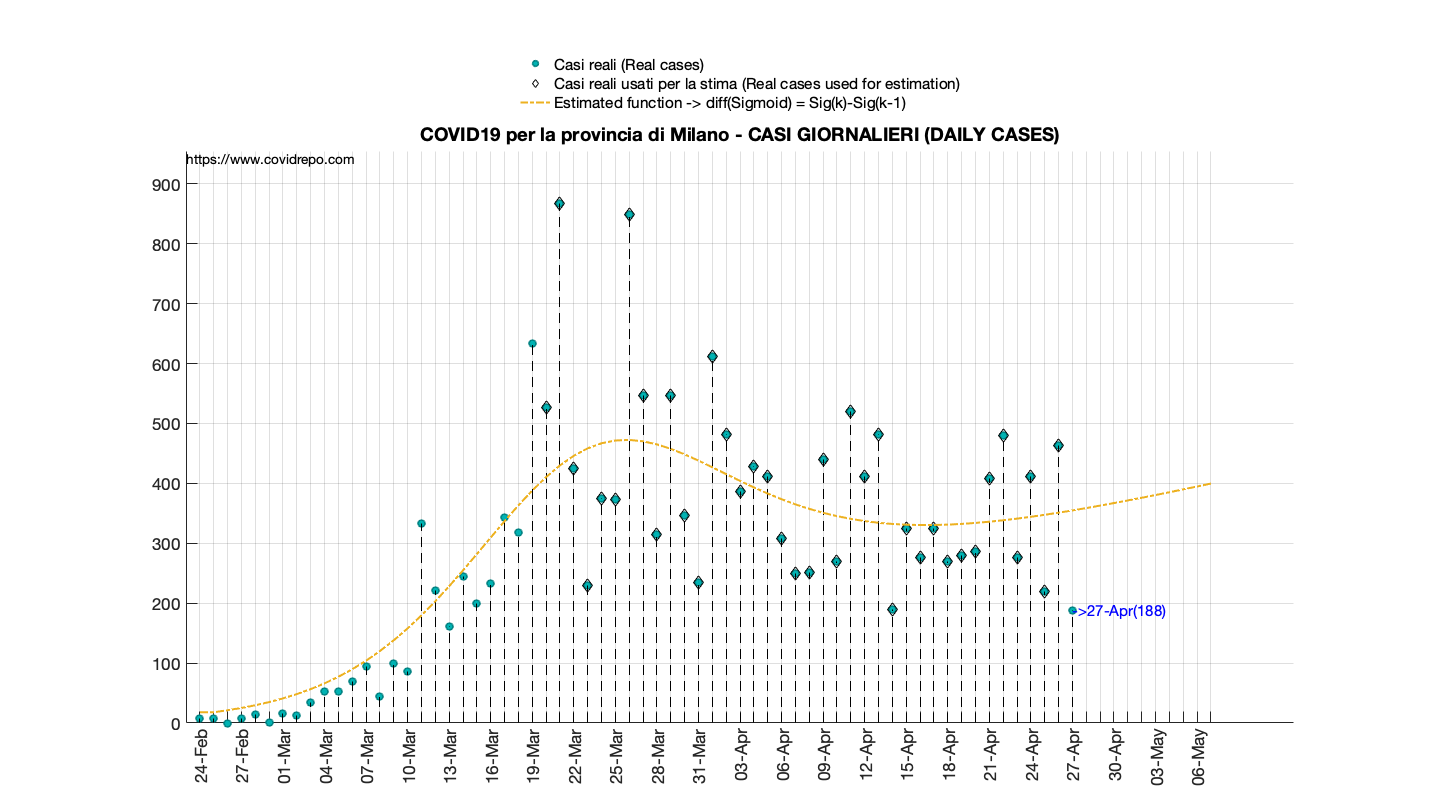 Casi reali (Real cases)
Casi reali usati per la stima (Real cases used for estimation)
Estimated function -> diff(Sigmoid) = Sig(k)-Sig(k-1)
COVID19 per la provincia di Milano - CASI GIORNALIERI (DAILY CASES)
https://www.covidrepo.com
900
800
700
600
500
400
300
200
100
0
->27-Apr(188)
24-Feb
27-Feb
01-Mar
04-Mar
07-Mar
10-Mar
13-Mar
16-Mar
19-Mar
22-Mar
25-Mar
28-Mar
31-Mar
03-Apr
06-Apr
09-Apr
12-Apr
15-Apr
18-Apr
21-Apr
24-Apr
27-Apr
30-Apr
03-May
06-May